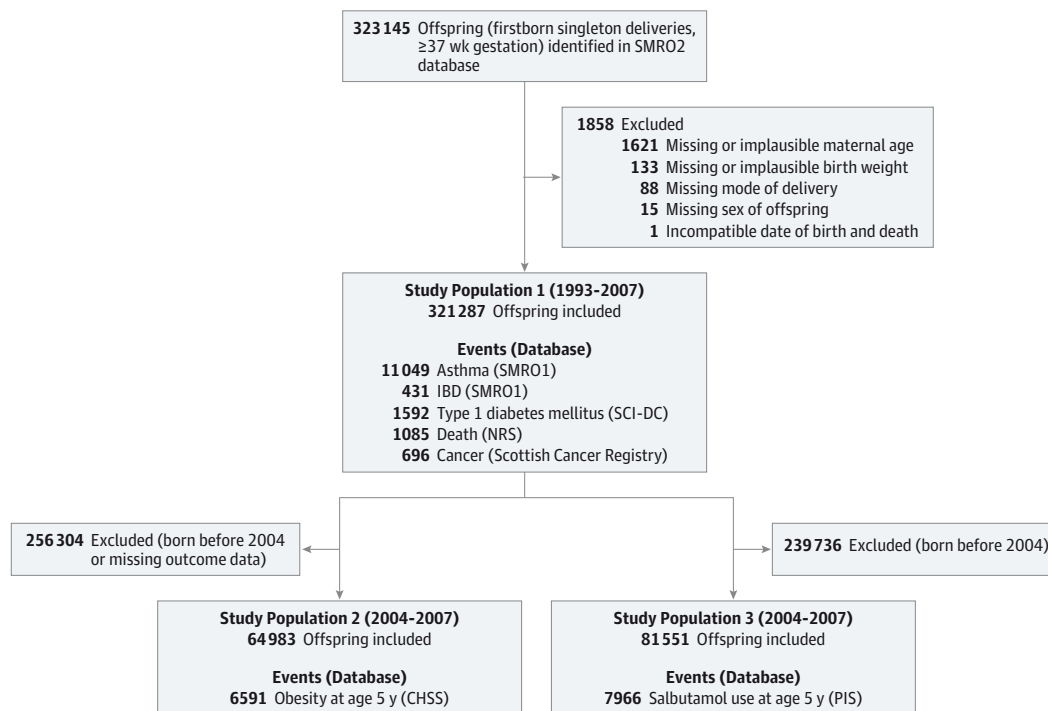 323 145 Offspring (firstborn singleton deliveries,
≥37 wk gestation) identified in SMRO2
database
1858 Excluded
1621 Missing or implausible maternal age
133 Missing or implausible birth weight
88 Missing mode of delivery
15 Missing sex of offspring
1 Incompatible date of birth and death
Study Population 1 (1993-2007)
321 287 Offspring included
Events (Database)
11 049 Asthma (SMRO1)
431 IBD (SMRO1)
1592 Type 1 diabetes mellitus (SCI-DC)
1085 Death (NRS)
696 Cancer (Scottish Cancer Registry)
256 304 Excluded (born before 2004
or missing outcome data)
239 736 Excluded (born before 2004)
Study Population 2 (2004-2007)
64 983 Offspring included
Events (Database)
6591 Obesity at age 5 y (CHSS)
Study Population 3 (2004-2007)
81 551 Offspring included
Events (Database)
7966 Salbutamol use at age 5 y (PIS)